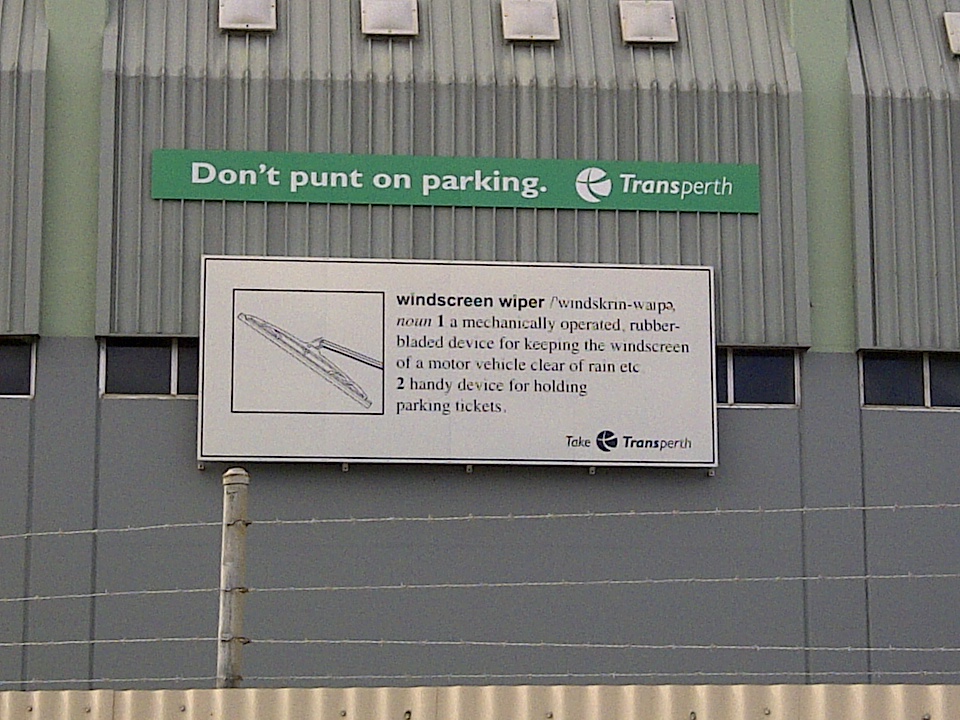 Don't punt on parking. Transperth
windscreen wiper /'windskrin-waipə,
noun 1 a mechanically operated, rubber-
bladed device for keeping the windscreen
of a motor vehicle clear of rain etc
2 handy device for holding
parking tickets.
Take Transperth